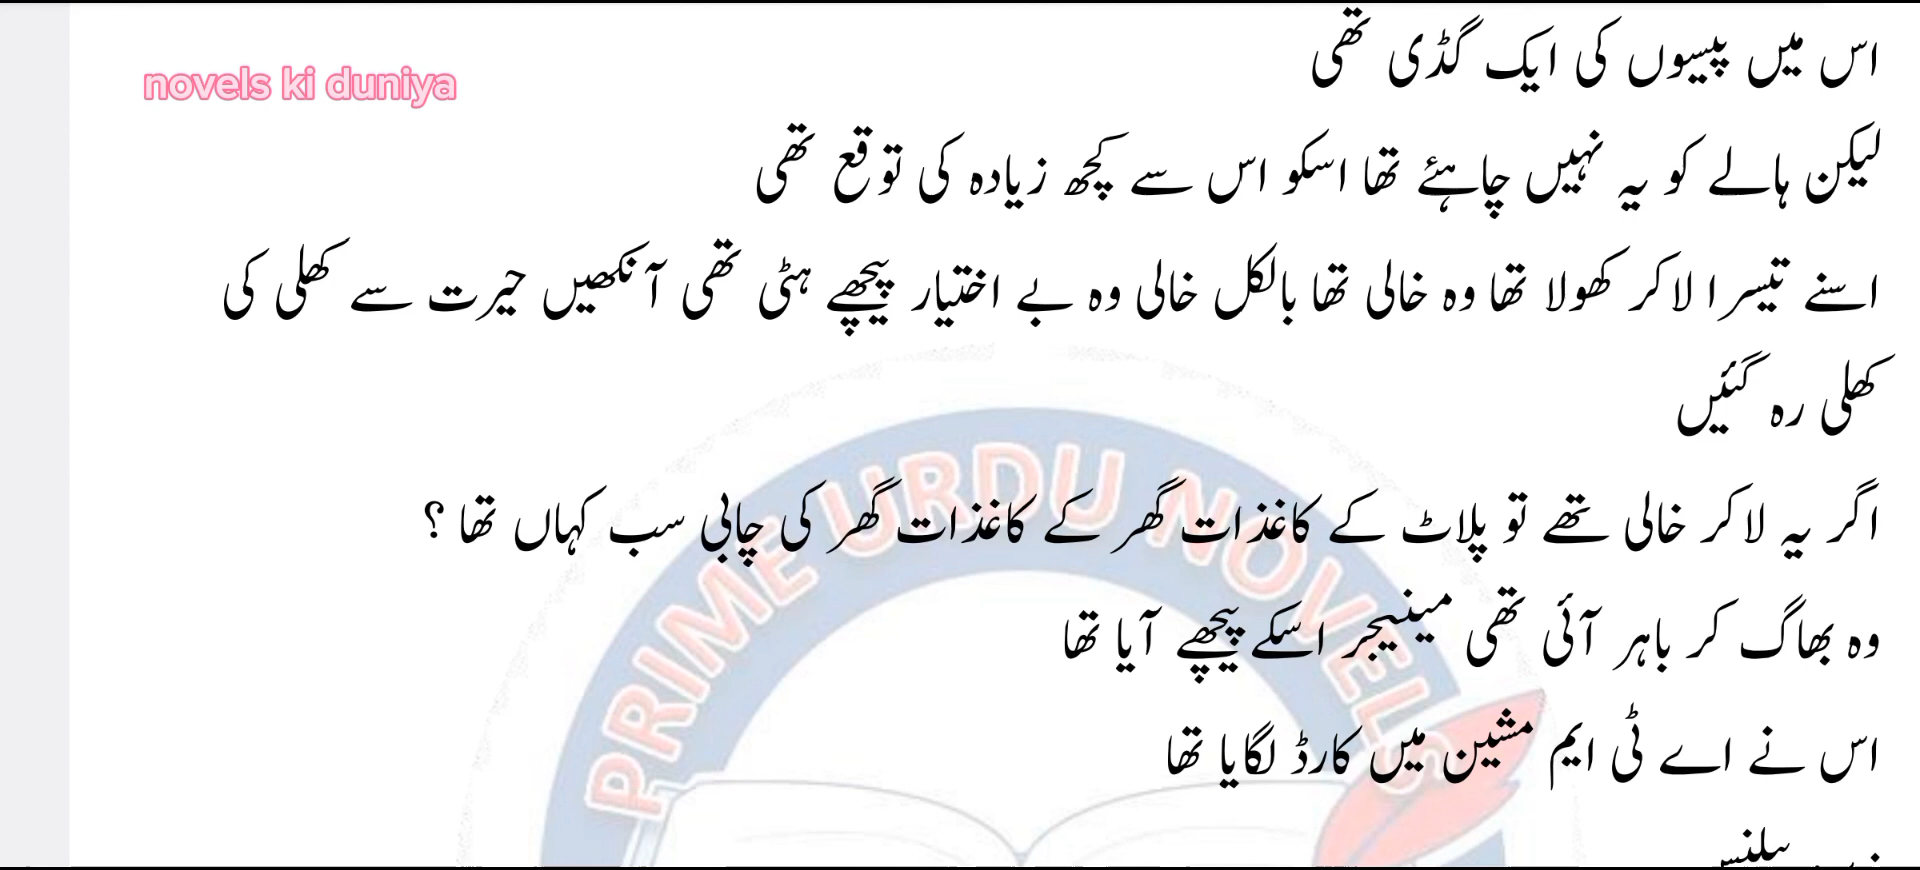 novels ki duniya
اس میں پیسوں کی ایک گڈی تھی
لیکن ہالے کو یہ نہیں چاہئے تھا اسکو اس سے کچھ زیادہ کی توقع تھی
اسنے تیسرا لاکر کھولا تھا وہ خالی تھا بالکل خالی وہ بے اختیار پیچھے ہٹی تھی آنکھیں حیرت سے کھلی کی
کھلی رہ گئیں
اگر یہ لاکر خالی تھے تو پلاٹ کے کاغذات گھر کے کاغذات گھر کی چابی سب کہاں تھا ؟
وہ بھاگ کر باہر آئی تھی مینیجر اسکے پیچھے آیا تھا
اس نے اے ٹی ایم مشین میں کارڈ لگایا تھا
PRIME URDU NOVELS